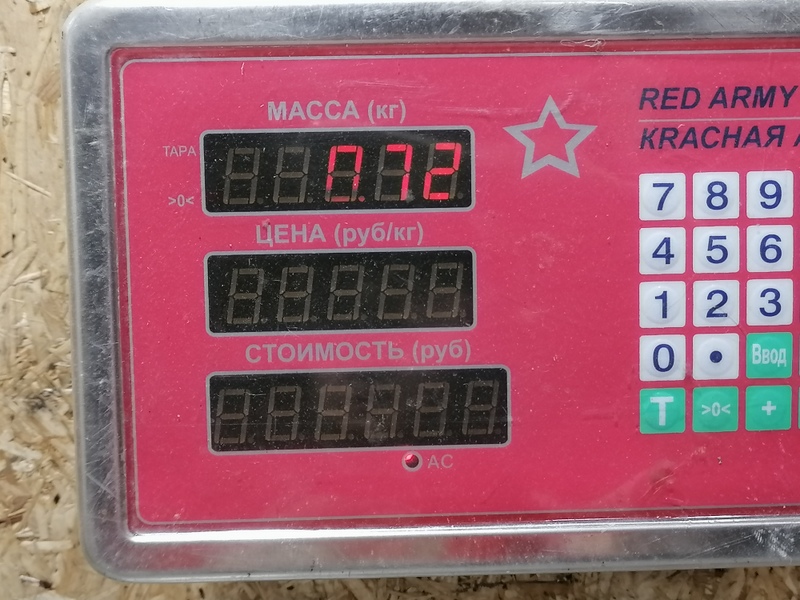 МАССА (кг)
ТАРА
0.72
>0<
ЦЕНА (руб/кг)
СТОИМОСТЬ (руб)
AC
RED ARMY
КRАСНАЯ А
7 8 9
4 5 6
1 2 3
0 • Ввод
T >0< +